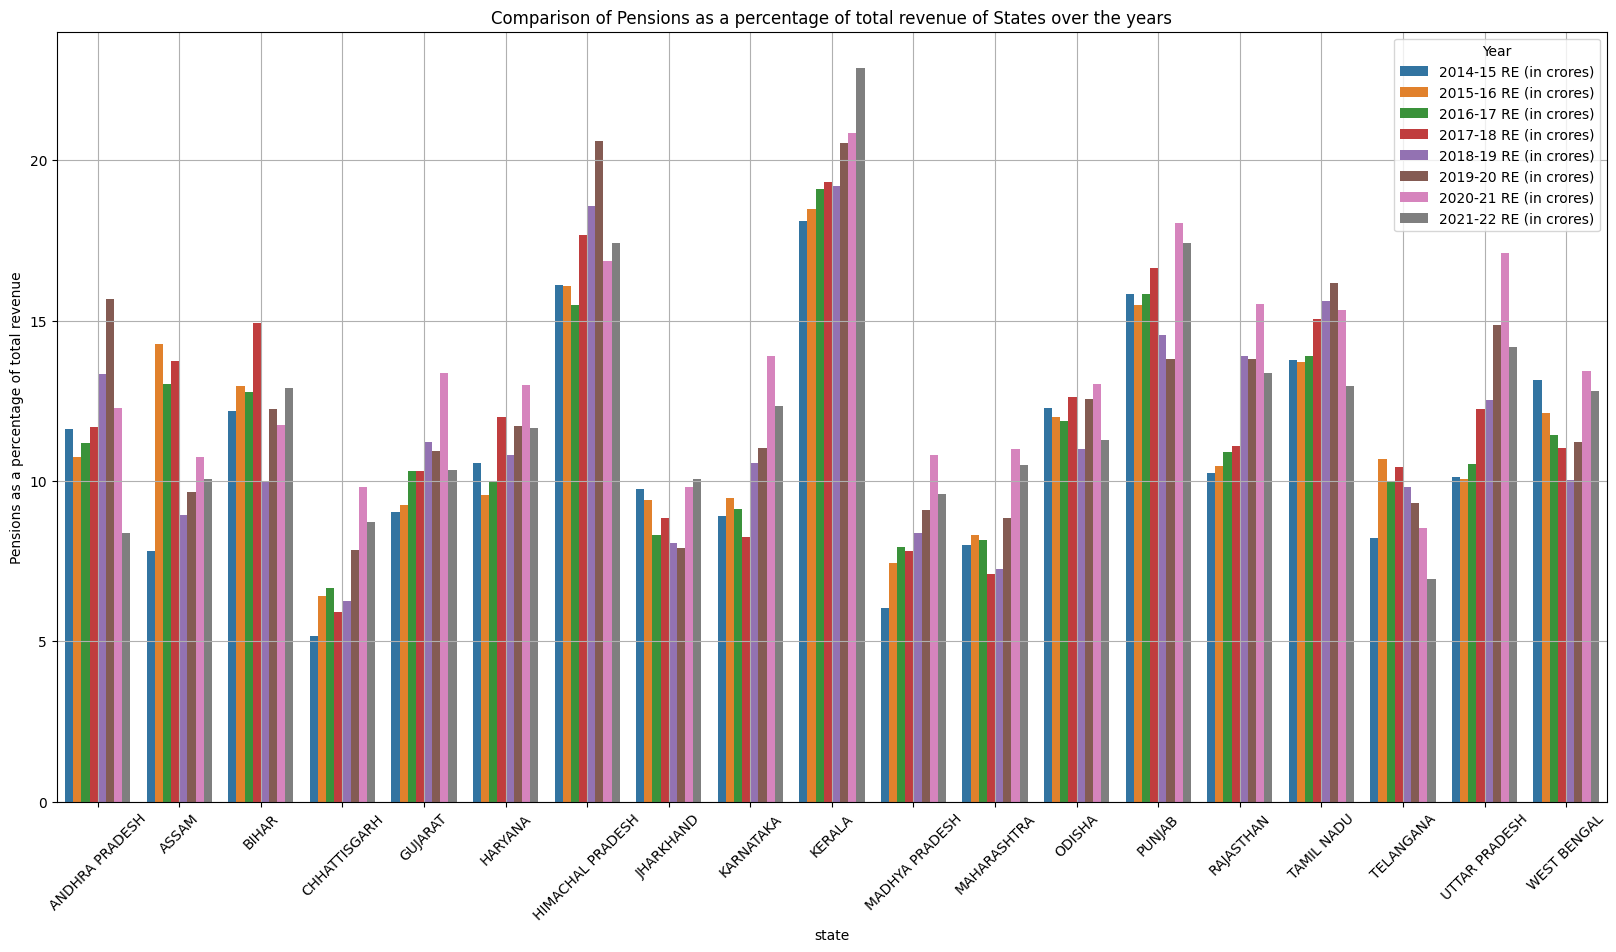 Comparison of Pensions as a percentage of total revenue of States over the years
Year
2014-15 RE (in crores)
2015-16 RE (in crores)
2016-17 RE (in crores)
2017-18 RE (in crores)
2018-19 RE (in crores)
2019-20 RE (in crores)
2020-21 RE (in crores)
2021-22 RE (in crores)
Pensions as a percentage of total revenue
20
15
10
5
0
ANDHRA PRADESH
ASSAM
BIHAR
CHHATTISGARH
GUJARAT
HARYANA
HIMACHAL PRADESH
JHARKHAND
KARNATAKA
KERALA
MADHYA PRADESH
MAHARASHTRA
ODISHA
PUNJAB
RAJASTHAN
TAMIL NADU
TELANGANA
UTTAR PRADESH
WEST BENGAL
state